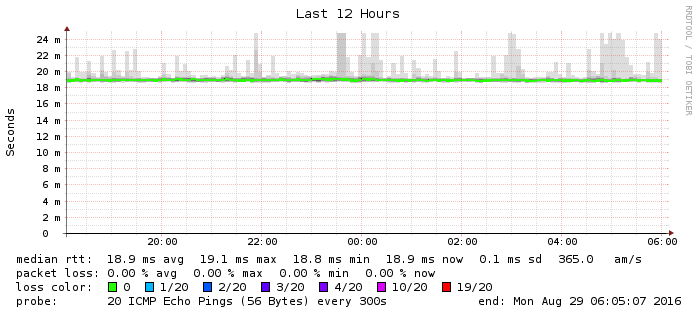 Last 12 Hours
RRDTOOL / TOBI OETIKER
Seconds
24 m
22 m
20 m
18 m
16 m
14 m
12 m
10 m
8 m
6 m
4 m
2 m
0
20:00 22:00 00:00 02:00 04:00 06:00
median rtt: 18.9 ms avg 19.1 ms max 18.8 ms min 18.9 ms now 0.1 ms sd 365.0 am/s
packet loss: 0.00 % avg 0.00 % max 0.00 % min 0.00 % now
loss color: 0 1/20 2/20 3/20 4/20 10/20 19/20
probe: 20 ICMP Echo Pings (56 Bytes) every 300s end: Mon Aug 29 06:05:07 2016